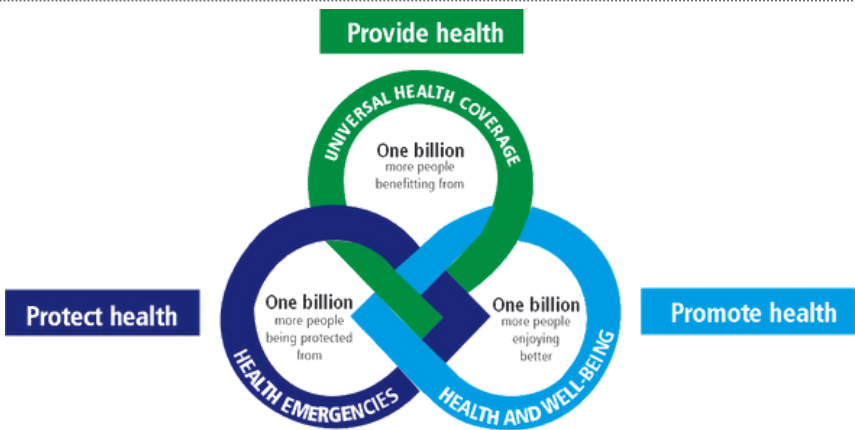 Provide health
UNIVERSAL HEALTH COVERAGE
One billion
more people
benefitting from
Protect health
One billion
more people
being protected
from
HEALTH EMERGENCIES
One billion
more people
enjoying
better
HEALTH AND WELL-BEING
Promote health